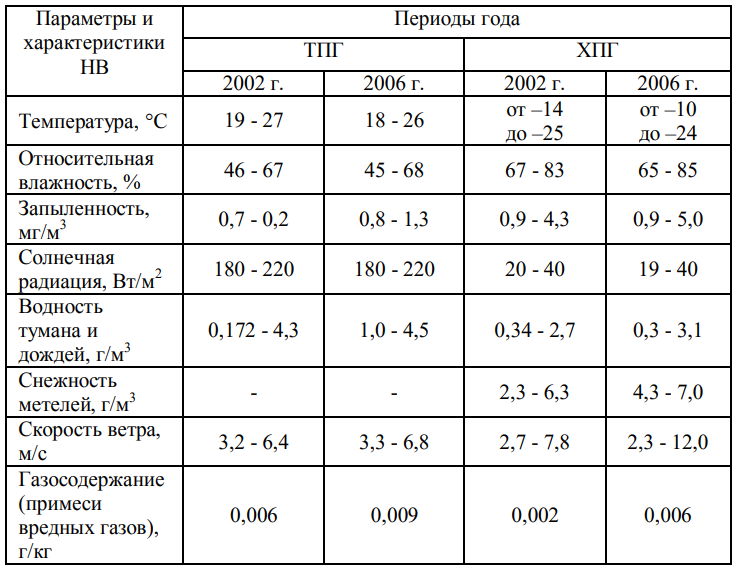 Параметры и
характеристики
НВ
Периоды года
ТПГ
ХПГ
2002 г.
2006 г.
2002 г.
2006 г.
Температура, °С
19 - 27
18 - 26
от –14
до –25
от –10
до –24
Относительная
влажность, %
46 - 67
45 - 68
67 - 83
65 - 85
Запыленность,
мг/м³
0,7 - 0,2
0,8 - 1,3
0,9 - 4,3
0,9 - 5,0
Солнечная
радиация, Вт/м²
180 - 220
180 - 220
20 - 40
19 - 40
Водность
тумана и
дождей, г/м³
0,172 - 4,3
1,0 - 4,5
0,34 - 2,7
0,3 - 3,1
Снежность
метелей, г/м³
-
-
2,3 - 6,3
4,3 - 7,0
Скорость ветра,
м/с
3,2 - 6,4
3,3 - 6,8
2,7 - 7,8
2,3 - 12,0
Газосодержание
(примеси
вредных газов),
г/кг
0,006
0,009
0,002
0,006